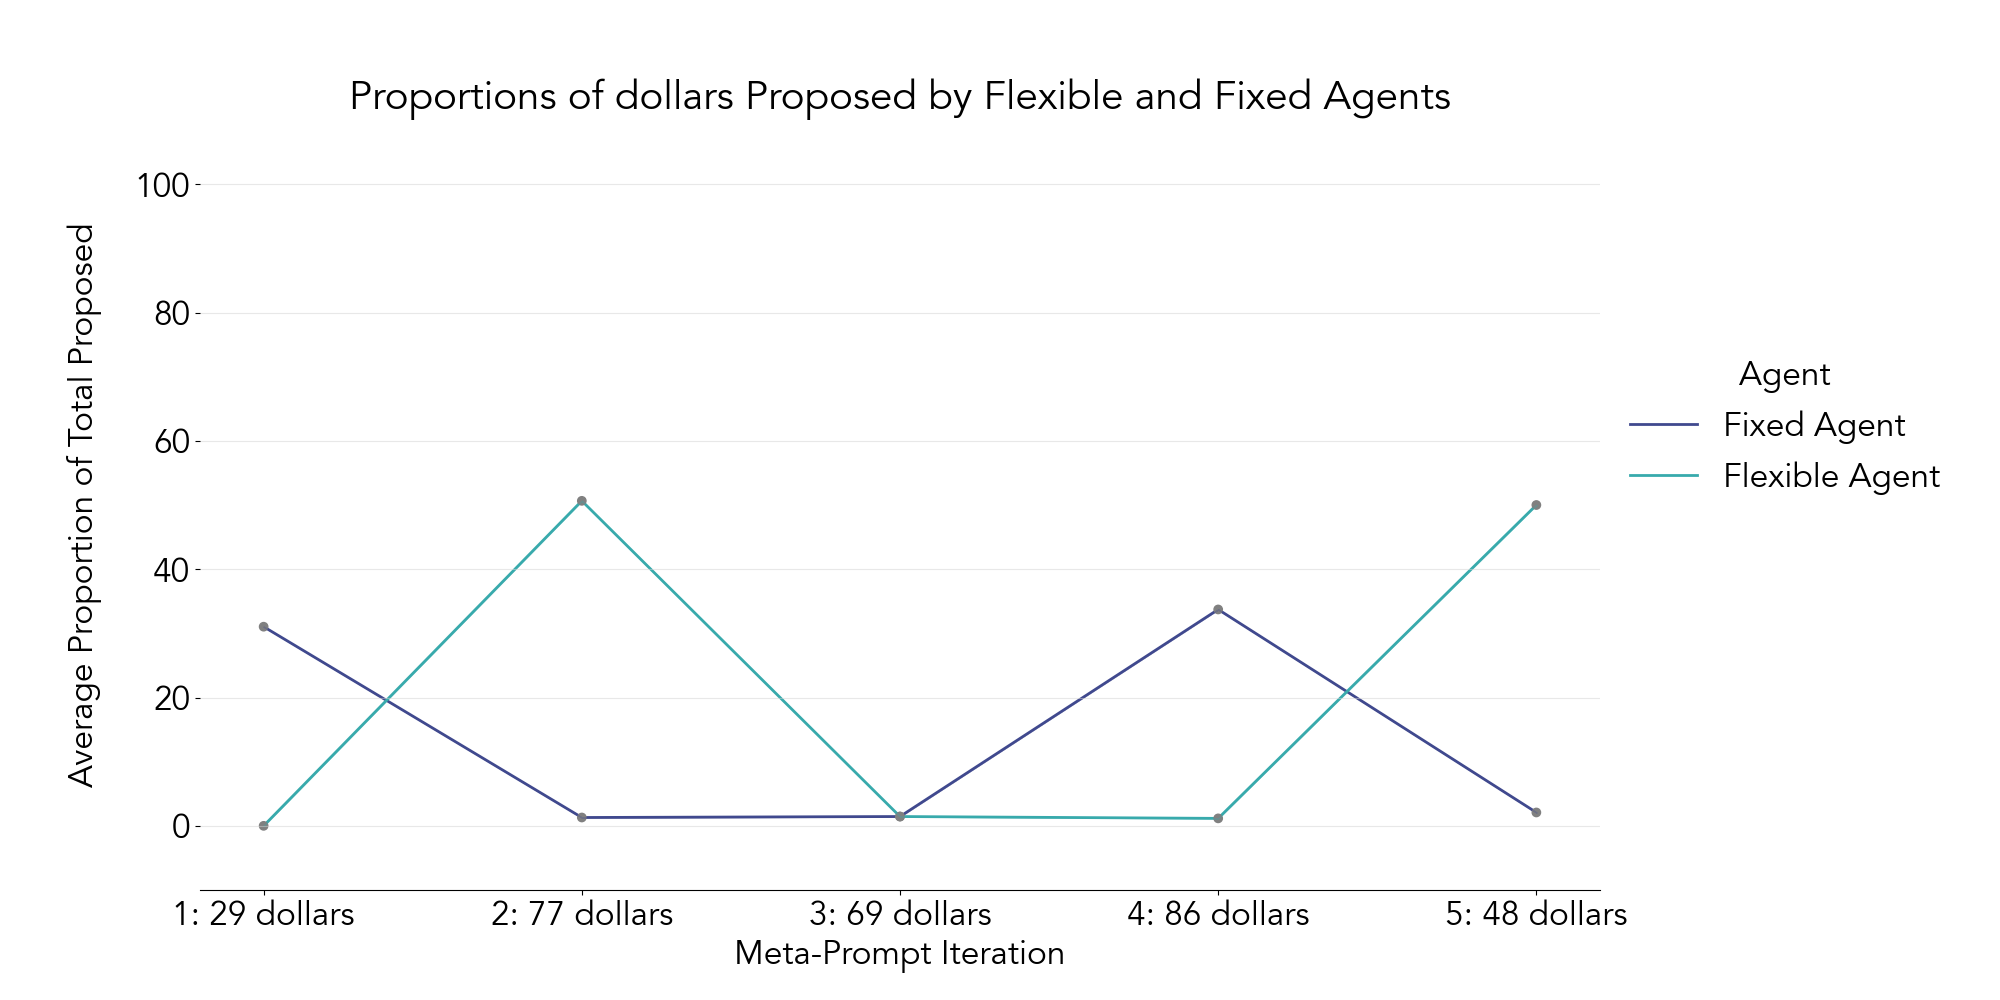 Proportions of dollars Proposed by Flexible and Fixed Agents
Average Proportion of Total Proposed
100
80
60
40
20
0
1: 29 dollars
2: 77 dollars
3: 69 dollars
4: 86 dollars
5: 48 dollars
Meta-Prompt Iteration
Agent
Fixed Agent
Flexible Agent